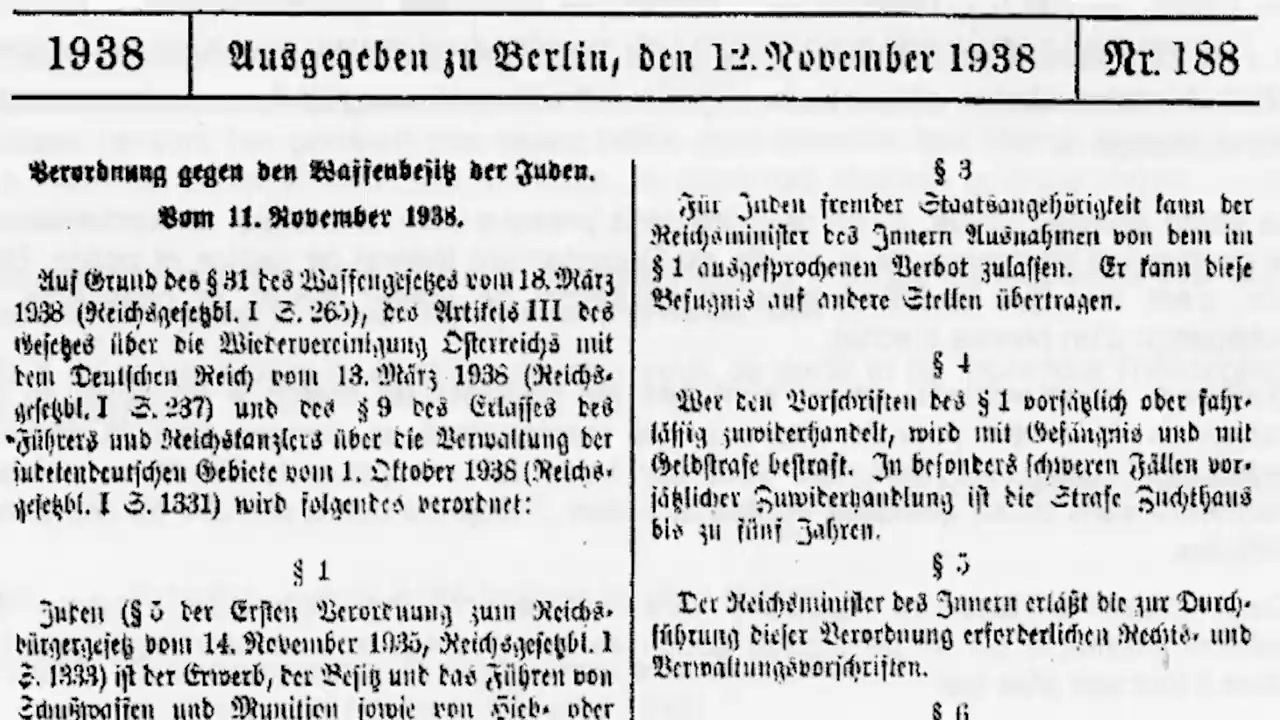 1938 Ausgegeben zu Berlin, den 12. November 1938 Nr. 188
Verordnung gegen den Waffenbesitz der Juden.
Vom 11. November 1938.
Auf Grund des § 31 des Waffengesetzes vom 18. März
1938 (Reichsgesetzbl. I S. 265), des Artikels III des
Gesetzes über die Wiedervereinigung Österreichs mit
dem Deutschen Reich vom 13. März 1938 (Reichs-
gesetzbl. I S. 237) und des § 9 des Erlasses des
Führers und Reichskanzlers über die Verwaltung der
sudetendeutschen Gebiete vom 1. Oktober 1938 (Reichs-
gesetzbl. I S. 1331) wird folgendes verordnet:
§ 1
Juden (§ 5 der Ersten Verordnung zum Reichs-
bürgergesetz vom 14. November 1935, Reichsgesetzbl. I
S. 1333) ist der Erwerb, der Besitz und das Führen von
Schußwaffen und Munition sowie von Hieb- oder
§ 3
Für Juden fremder Staatsangehörigkeit kann der
Reichsminister des Innern Ausnahmen von dem im
§ 1 ausgesprochenen Verbot zulassen. Er kann diese
Befugnis auf andere Stellen übertragen.
§ 4
Wer den Vorschriften des § 1 vorsätzlich oder fahr-
lässig zuwiderhandelt, wird mit Gefängnis und mit
Geldstrafe bestraft. In besonders schweren Fällen vor-
sätzlicher Zuwiderhandlung ist die Strafe Zuchthaus
bis zu fünf Jahren.
§ 5
Der Reichsminister des Innern erläßt die zur Durch-
führung dieser Verordnung erforderlichen Rechts- und
Verwaltungsvorschriften.
§ 6